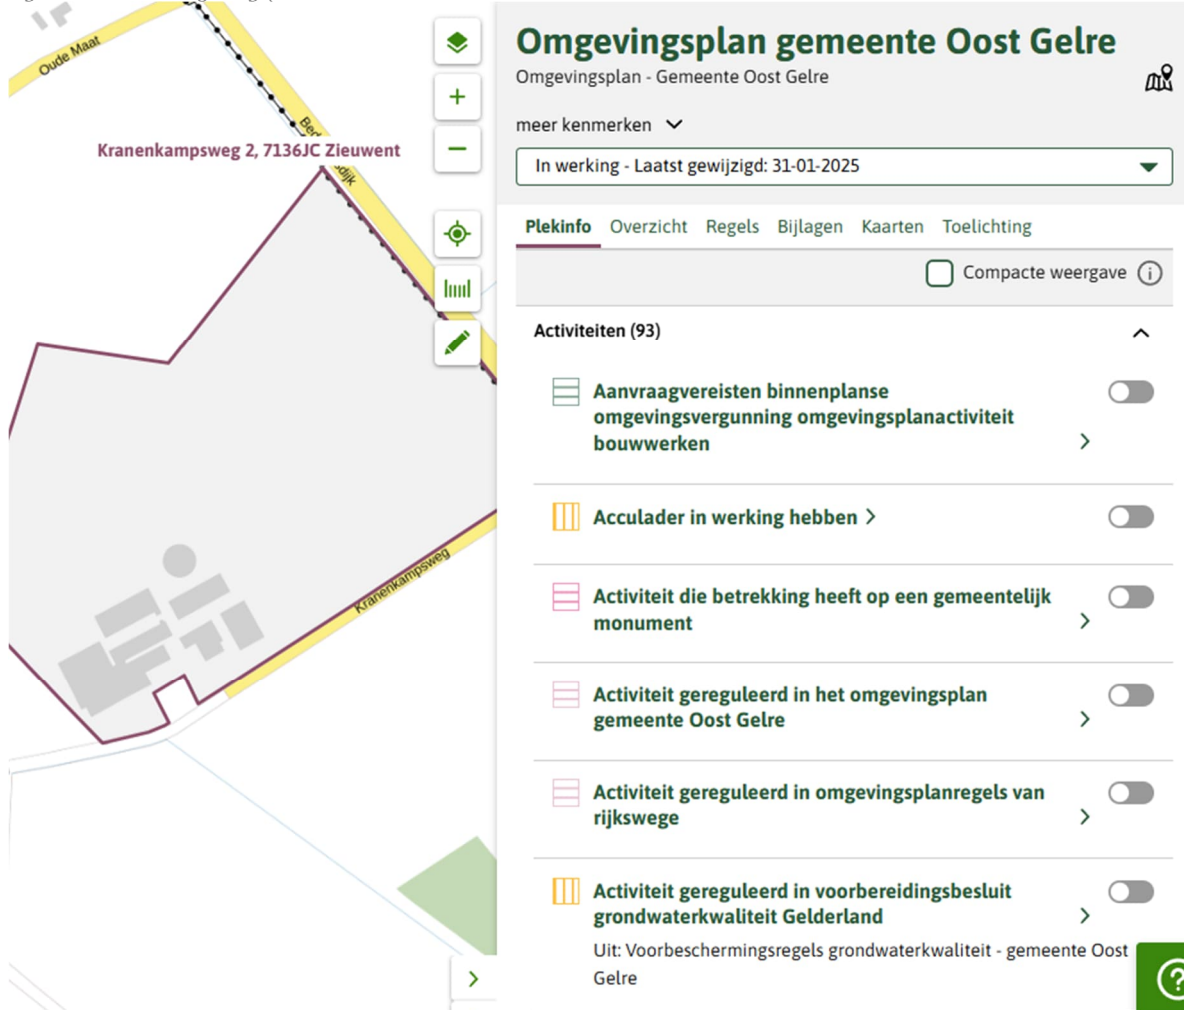 Oude Maat
Kranenkampsweg 2, 7136JC Zieuwent
Kranenkampsweg
Omgevingsplan gemeente Oost Gelre
Omgevingsplan - Gemeente Oost Gelre
meer kenmerken
In werking - Laatst gewijzigd: 31-01-2025
Plekinfo Overzicht Regels Bijlagen Kaarten Toelichting
Compacte weergave
Activiteiten (93)
Aanvraagvereisten binnenplanse
omgevingsvergunning omgevingsplanactiviteit
bouwwerken
Acculader in werking hebben
Activiteit die betrekking heeft op een gemeentelijk
monument
Activiteit gereguleerd in het omgevingsplan
gemeente Oost Gelre
Activiteit gereguleerd in omgevingsplanregels van
rijkswege
Activiteit gereguleerd in voorbereidingsbesluit
grondwaterkwaliteit Gelderland
Uit: Voorbeschermingsregels grondwaterkwaliteit - gemeente Oost
Gelre